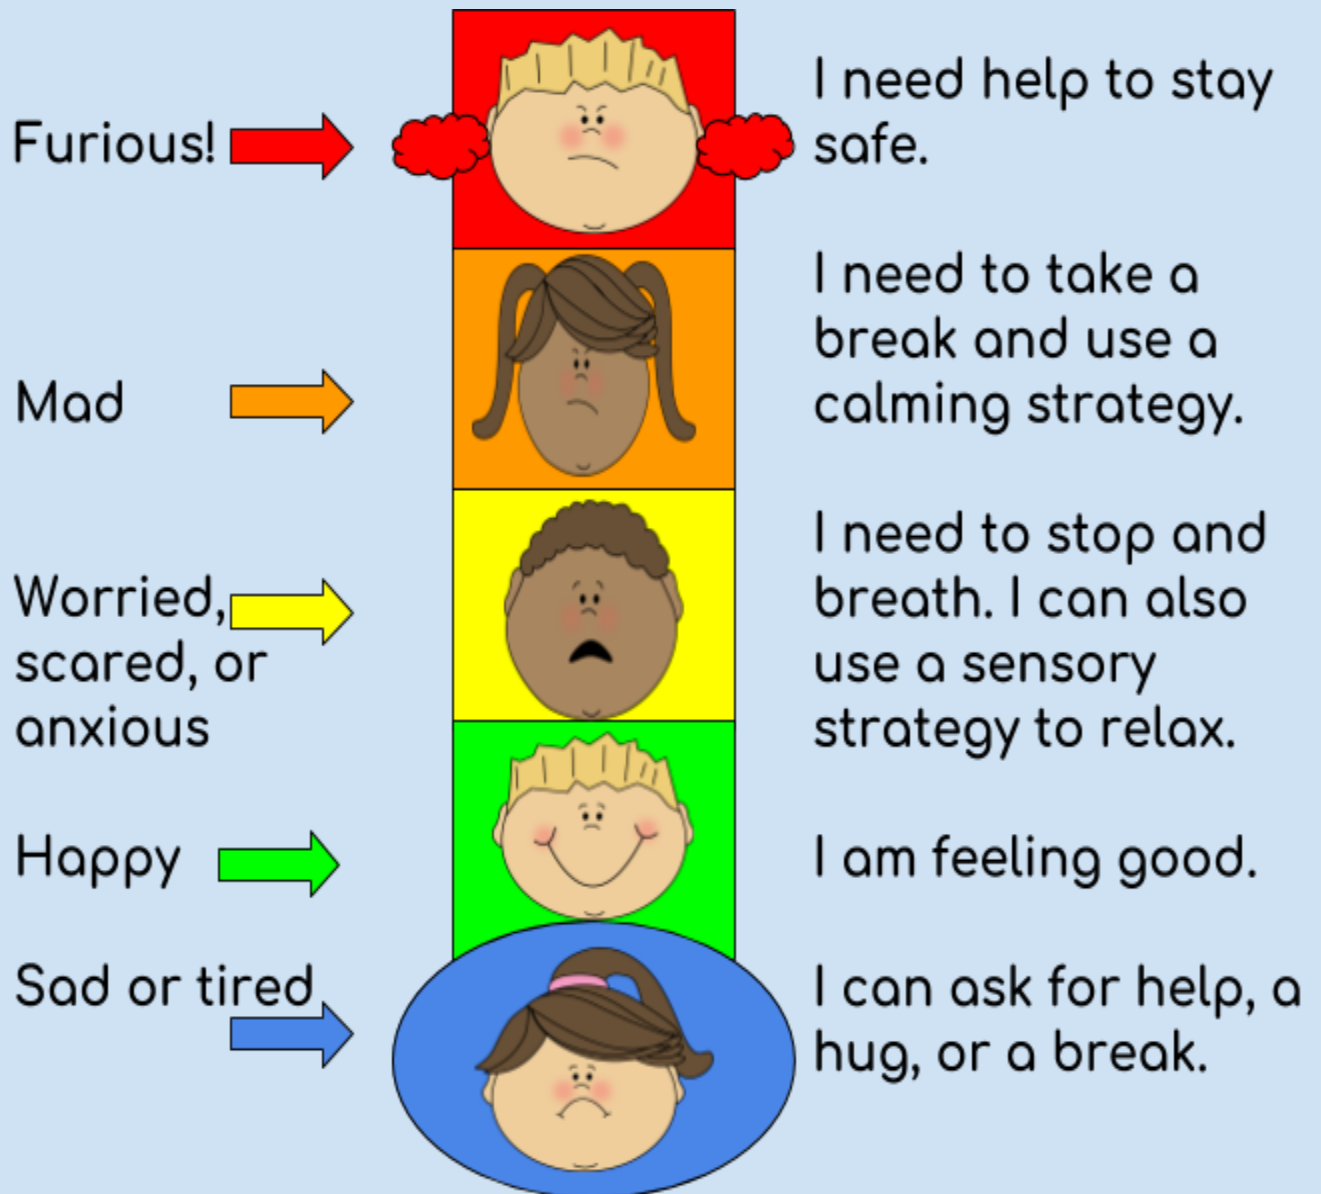 Furious!
I need help to stay
safe.
Mad
I need to take a
break and use a
calming strategy.
Worried,
scared, or
anxious
I need to stop and
breath. I can also
use a sensory
strategy to relax.
Happy
I am feeling good.
Sad or tired
I can ask for help, a
hug, or a break.